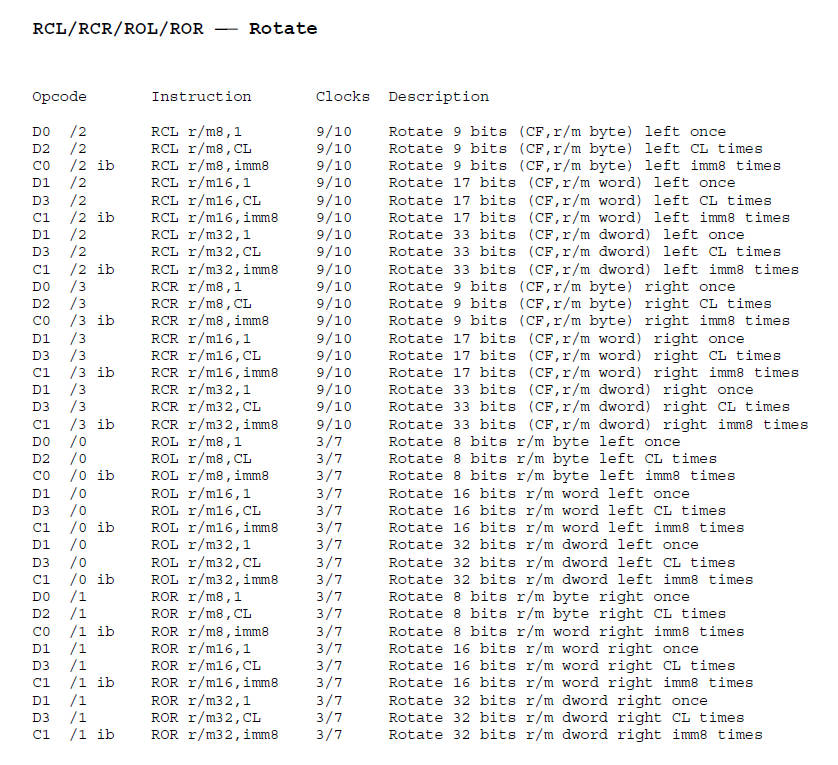 RCL/RCR/ROL/ROR —— Rotate
Opcode Instruction Clocks Description
D0 /2 RCL r/m8,1 9/10 Rotate 9 bits (CF,r/m byte) left once
D2 /2 RCL r/m8,CL 9/10 Rotate 9 bits (CF,r/m byte) left CL times
C0 /2 ib RCL r/m8,imm8 9/10 Rotate 9 bits (CF,r/m byte) left imm8 times
D1 /2 RCL r/m16,1 9/10 Rotate 17 bits (CF,r/m word) left once
D3 /2 RCL r/m16,CL 9/10 Rotate 17 bits (CF,r/m word) left CL times
C1 /2 ib RCL r/m16,imm8 9/10 Rotate 17 bits (CF,r/m word) left imm8 times
D1 /2 RCL r/m32,1 9/10 Rotate 33 bits (CF,r/m dword) left once
D3 /2 RCL r/m32,CL 9/10 Rotate 33 bits (CF,r/m dword) left CL times
C1 /2 ib RCL r/m32,imm8 9/10 Rotate 33 bits (CF,r/m dword) left imm8 times
D0 /3 RCR r/m8,1 9/10 Rotate 9 bits (CF,r/m byte) right once
D2 /3 RCR r/m8,CL 9/10 Rotate 9 bits (CF,r/m byte) right CL times
C0 /3 ib RCR r/m8,imm8 9/10 Rotate 9 bits (CF,r/m byte) right imm8 times
D1 /3 RCR r/m16,1 9/10 Rotate 17 bits (CF,r/m word) right once
D3 /3 RCR r/m16,CL 9/10 Rotate 17 bits (CF,r/m word) right CL times
C1 /3 ib RCR r/m16,imm8 9/10 Rotate 17 bits (CF,r/m word) right imm8 times
D1 /3 RCR r/m32,1 9/10 Rotate 33 bits (CF,r/m dword) right once
D3 /3 RCR r/m32,CL 9/10 Rotate 33 bits (CF,r/m dword) right CL times
C1 /3 ib RCR r/m32,imm8 9/10 Rotate 33 bits (CF,r/m dword) right imm8 times
D0 /0 ROL r/m8,1 3/7 Rotate 8 bits r/m byte left once
D2 /0 ROL r/m8,CL 3/7 Rotate 8 bits r/m byte left CL times
C0 /0 ib ROL r/m8,imm8 3/7 Rotate 8 bits r/m byte left imm8 times
D1 /0 ROL r/m16,1 3/7 Rotate 16 bits r/m word left once
D3 /0 ROL r/m16,CL 3/7 Rotate 16 bits r/m word left CL times
C1 /0 ib ROL r/m16,imm8 3/7 Rotate 16 bits r/m word left imm8 times
D1 /0 ROL r/m32,1 3/7 Rotate 32 bits r/m dword left once
D3 /0 ROL r/m32,CL 3/7 Rotate 32 bits r/m dword left CL times
C1 /0 ib ROL r/m32,imm8 3/7 Rotate 32 bits r/m dword left imm8 times
D0 /1 ROR r/m8,1 3/7 Rotate 8 bits r/m byte right once
D2 /1 ROR r/m8,CL 3/7 Rotate 8 bits r/m byte right CL times
C0 /1 ib ROR r/m8,imm8 3/7 Rotate 8 bits r/m word right imm8 times
D1 /1 ROR r/m16,1 3/7 Rotate 16 bits r/m word right once
D3 /1 ROR r/m16,CL 3/7 Rotate 16 bits r/m word right CL times
C1 /1 ib ROR r/m16,imm8 3/7 Rotate 16 bits r/m word right imm8 times
D1 /1 ROR r/m32,1 3/7 Rotate 32 bits r/m dword right once
D3 /1 ROR r/m32,CL 3/7 Rotate 32 bits r/m dword right CL times
C1 /1 ib ROR r/m32,imm8 3/7 Rotate 32 bits r/m dword right imm8 times